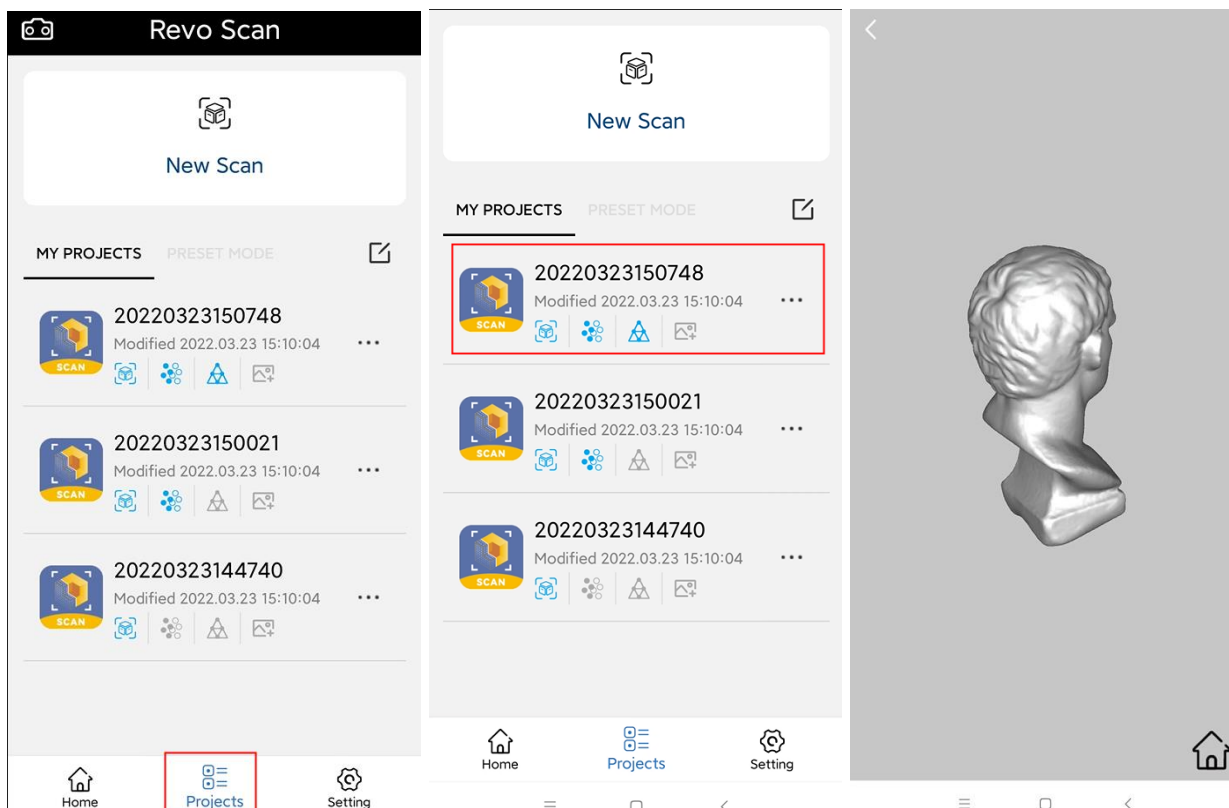 Revo Scan
New Scan
MY PROJECTS PRESET MODE
20220323150748
Modified 2022.03.23 15:10:04
SCAN
20220323150021
Modified 2022.03.23 15:10:04
SCAN
20220323144740
Modified 2022.03.23 15:10:04
SCAN
Home Projects Setting
New Scan
MY PROJECTS PRESET MODE
20220323150748
Modified 2022.03.23 15:10:04
SCAN
20220323150021
Modified 2022.03.23 15:10:04
SCAN
20220323144740
Modified 2022.03.23 15:10:04
SCAN
Home Projects Setting